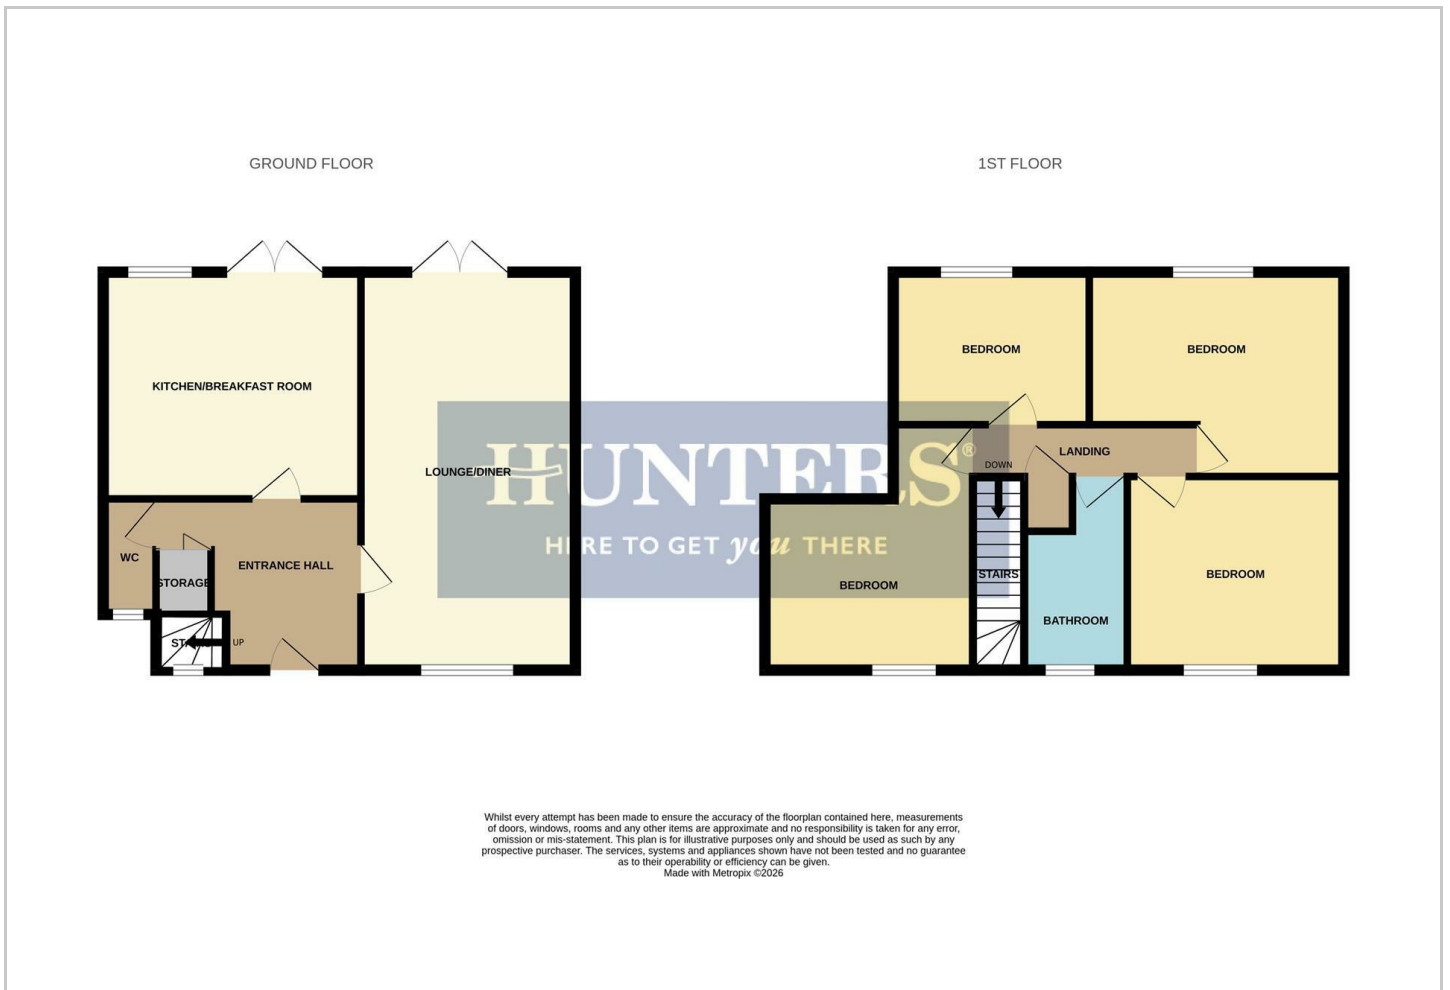 GROUND FLOOR
1ST FLOOR
KITCHEN/BREAKFAST ROOM
LOUNGE/DINER
WC
STORAGE
ENTRANCE HALL
UP
BEDROOM
BEDROOM
LANDING
DOWN
BEDROOM
STAIRS
BATHROOM
BEDROOM
HUNTERS®
HERE TO GET you THERE
Whilst every attempt has been made to ensure the accuracy of the floorplan contained here, measurements
of doors, windows, rooms and any other items are approximate and no responsibility is taken for any error,
omission or mis-statement. This plan is for illustrative purposes only and should be used as such by any
prospective purchaser. The services, systems and appliances shown have not been tested and no guarantee
as to their operability or efficiency can be given.
Made with Metropix ©2026